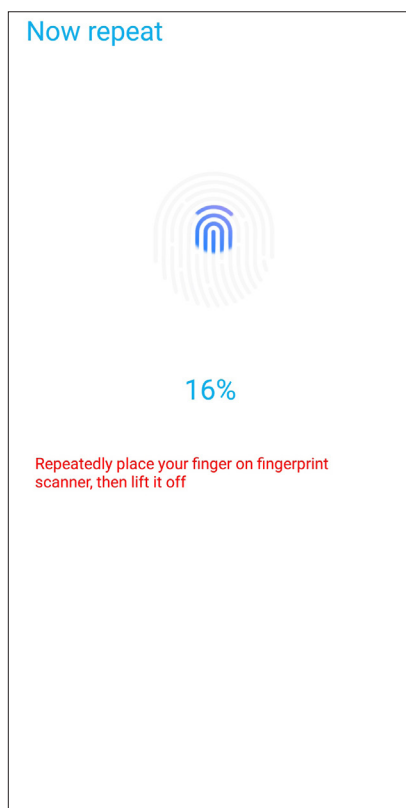 Now repeat
16%
Repeatedly place your finger on fingerprint
scanner, then lift it off